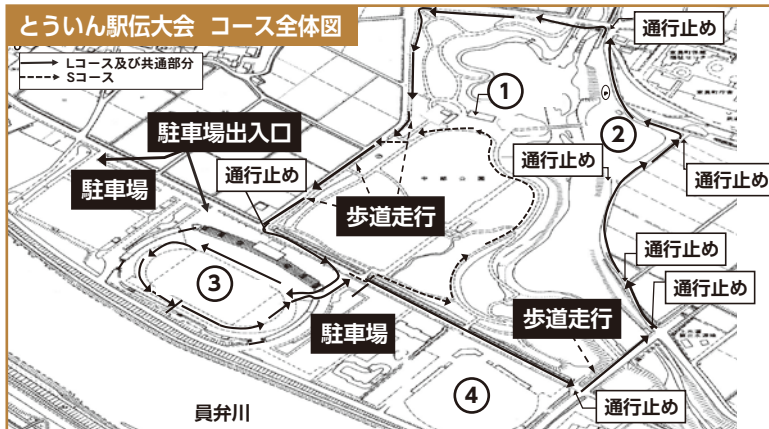 とういん駅伝大会 コース全体図
Lコース及び共通部分
Sコース
通行止め
①
②
駐車場出入口
駐車場
通行止め
通行止め
通行止め
中部公園
歩道走行
③
通行止め
通行止め
駐車場
歩道走行
④
通行止め
員弁川